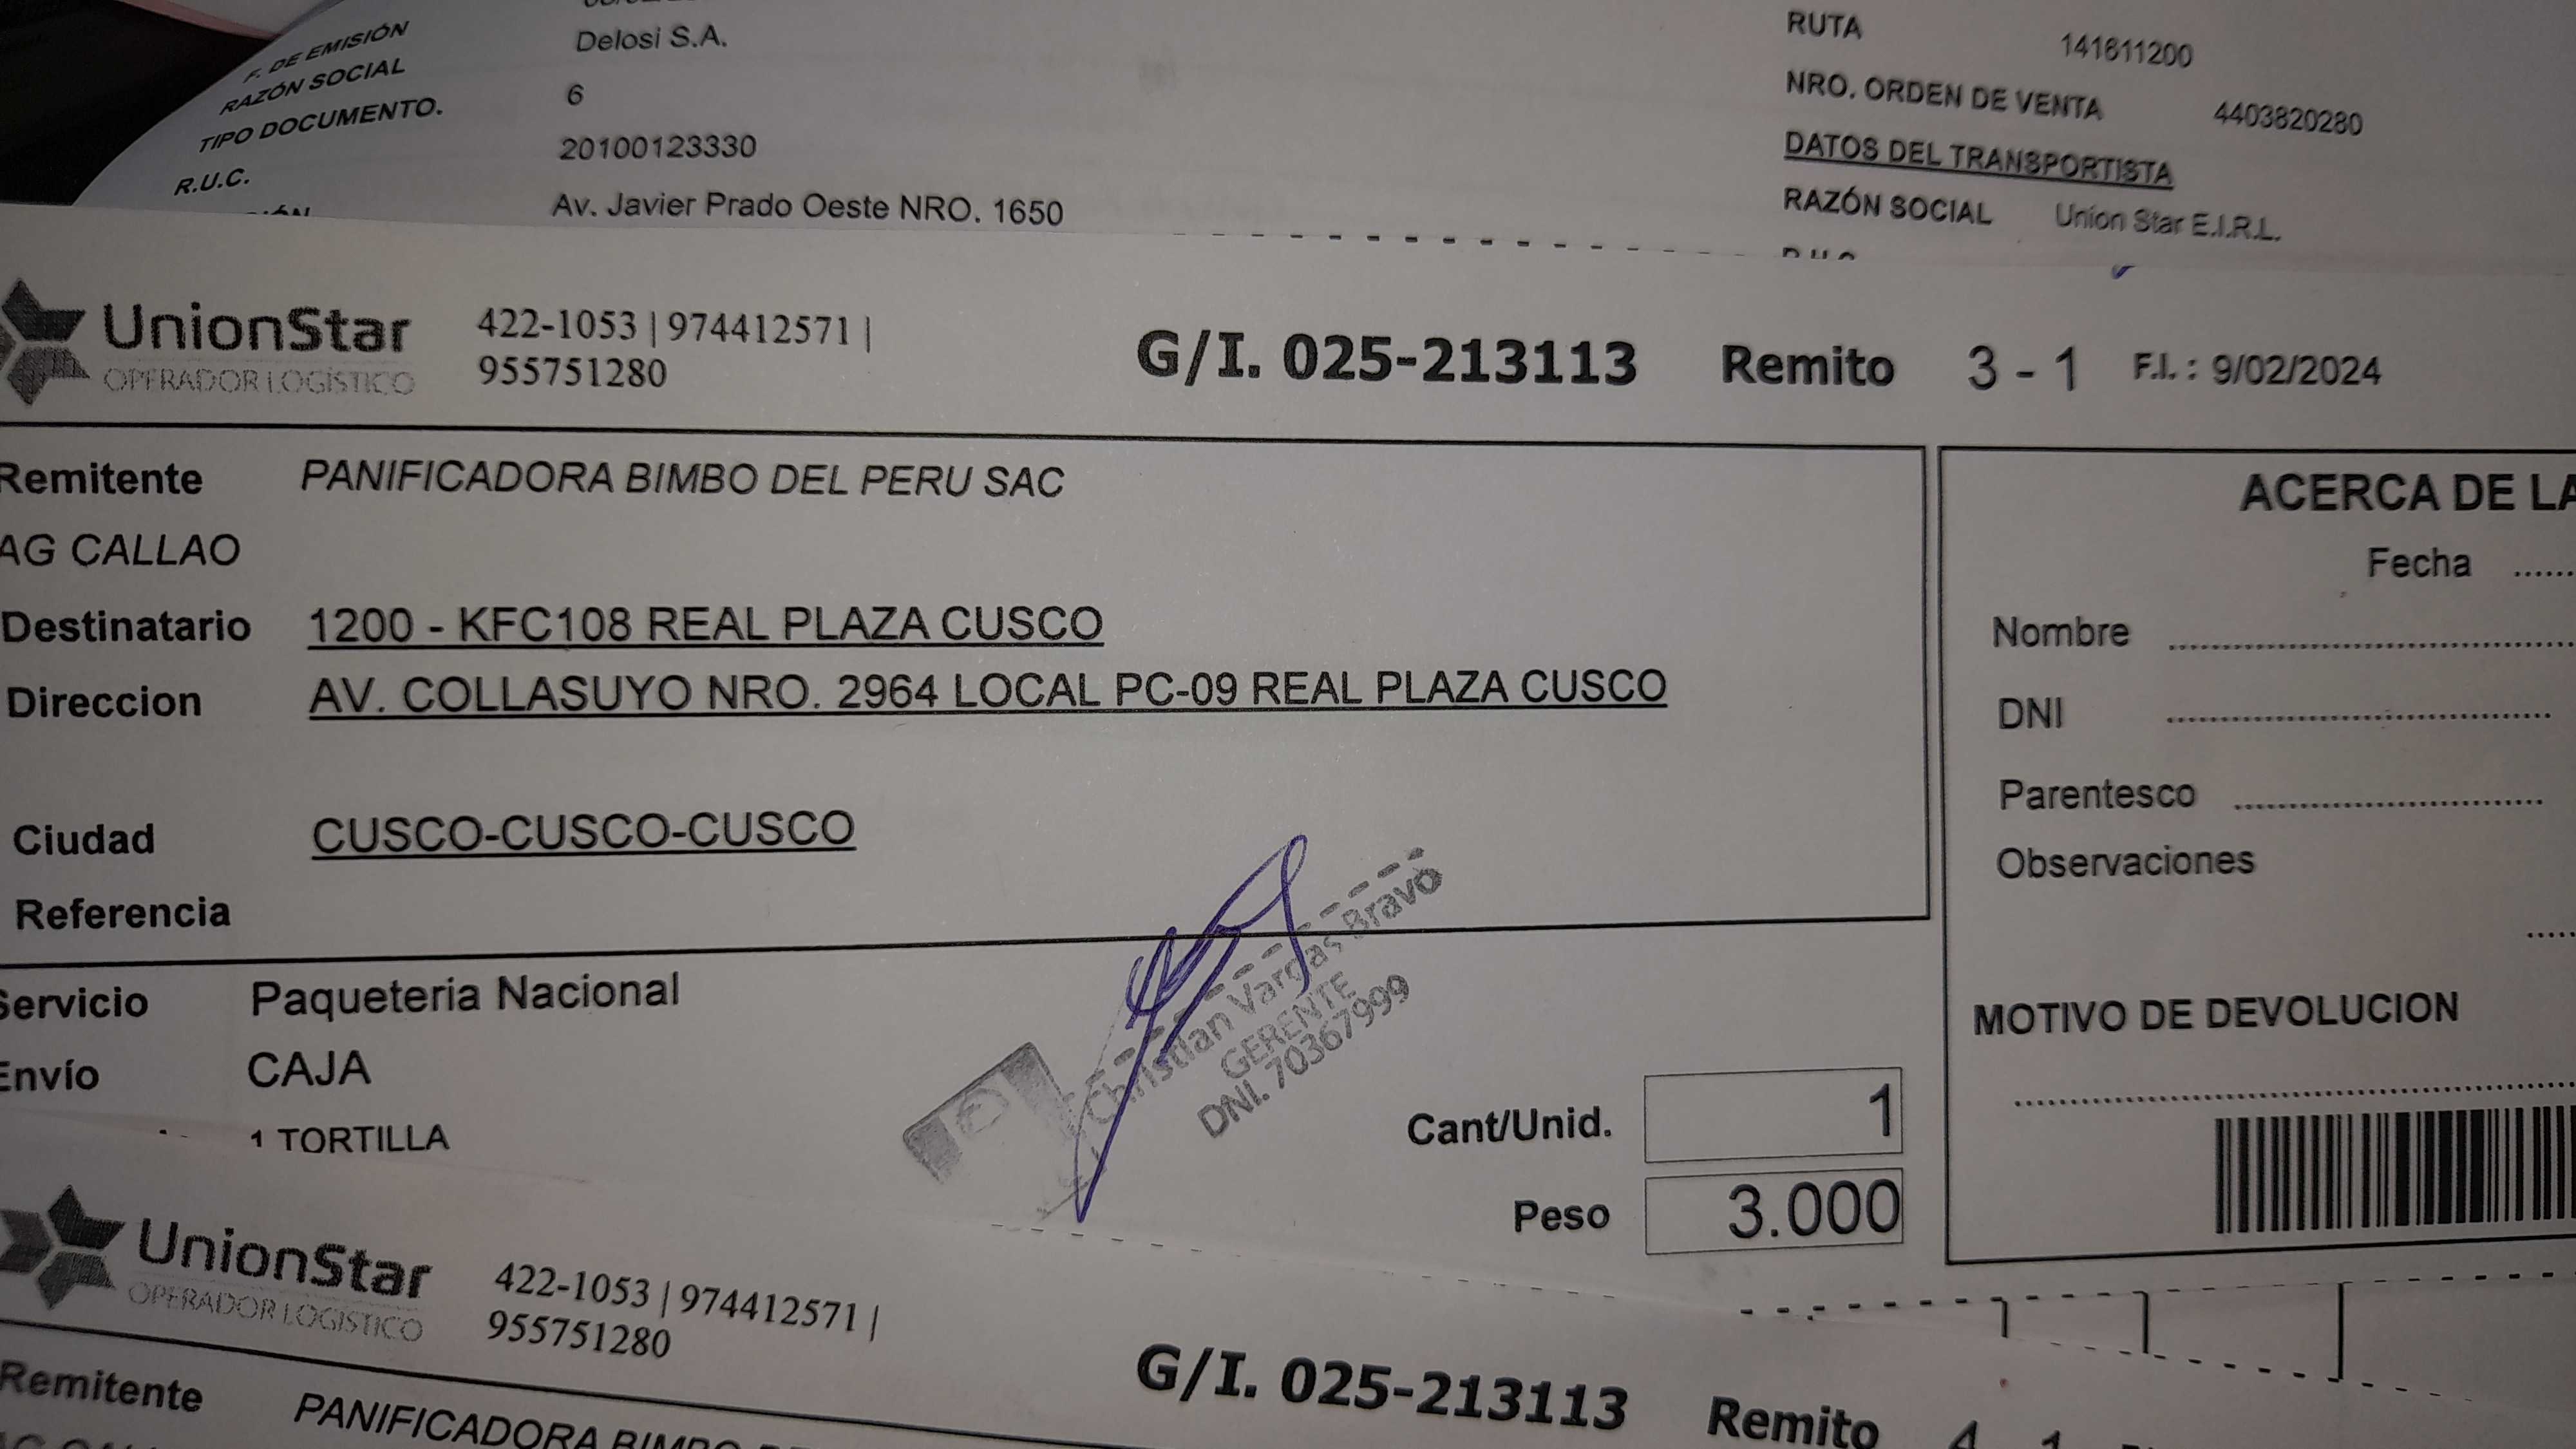 F. DE EMISIÓN
RAZÓN SOCIAL Delosi S.A.
TIPO DOCUMENTO. 6
R.U.C. 20100123330
Av. Javier Prado Oeste NRO. 1650
RUTA 141611200
NRO. ORDEN DE VENTA 4403820280
DATOS DEL TRANSPORTISTA
RAZÓN SOCIAL Union Star E.I.R.L.
UnionStar
OPERADOR LOGÍSTICO
422-1053 | 974412571 |
955751280
G/I. 025-213113 Remito 3 - 1 F.I. : 9/02/2024
Remitente PANIFICADORA BIMBO DEL PERU SAC
AG CALLAO
Destinatario 1200 - KFC108 REAL PLAZA CUSCO
Direccion AV. COLLASUYO NRO. 2964 LOCAL PC-09 REAL PLAZA CUSCO
Ciudad CUSCO-CUSCO-CUSCO
Referencia
Servicio Paqueteria Nacional
Envío CAJA
1 TORTILLA
Christian Vargas Bravo
GERENTE
DNI. 70367999
Cant/Unid. 1
Peso 3.000
ACERCA DE LA
Fecha ......
Nombre ..............................
DNI ..............................
Parentesco ..............................
Observaciones
MOTIVO DE DEVOLUCION
UnionStar
OPERADOR LOGÍSTICO
422-1053 | 974412571 |
955751280
G/I. 025-213113 Remito
Remitente PANIFICADORA